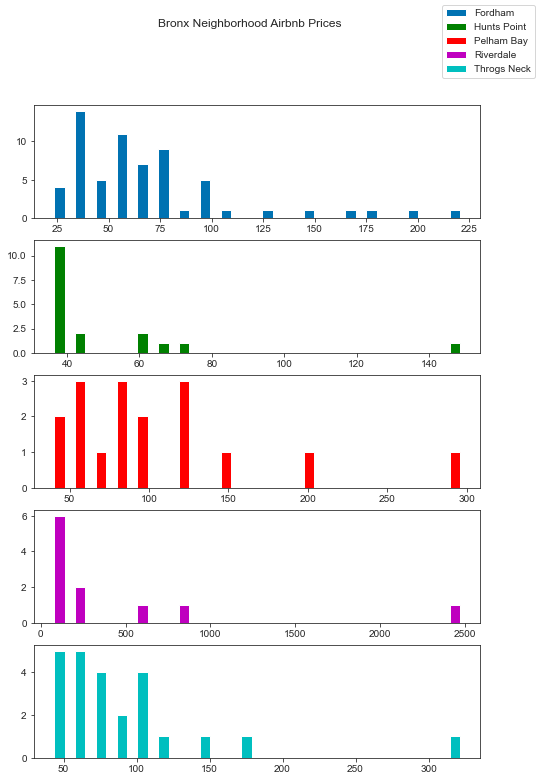 Bronx Neighborhood Airbnb Prices
Fordham
Hunts Point
Pelham Bay
Riverdale
Throgs Neck
10
5
0
25 50 75 100 125 150 175 200 225
10.0
7.5
5.0
2.5
0.0
40 60 80 100 120 140
3
2
1
0
50 100 150 200 250 300
6
4
2
0
0 500 1000 1500 2000 2500
4
2
0
50 100 150 200 250 300